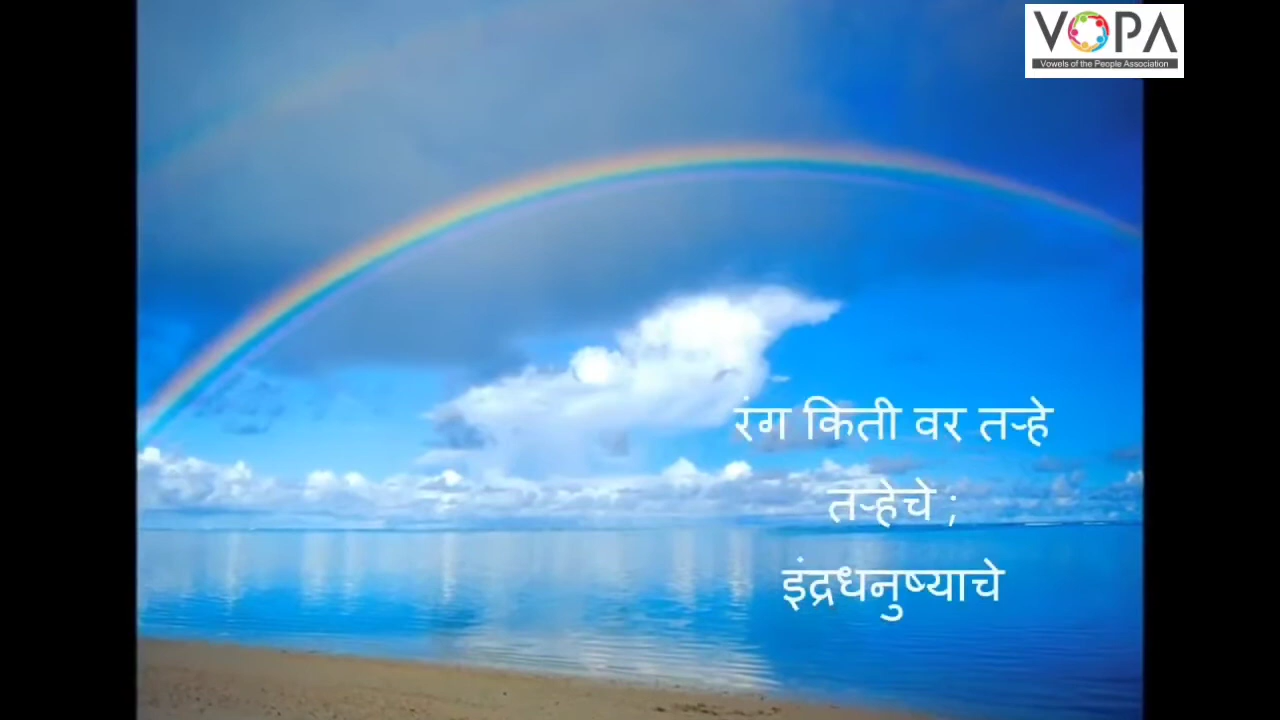 VOPA
Vowels of the People Association
रंग किती वर तऱ्हे
तऱ्हेचे ;
इंद्रधनुष्याचे